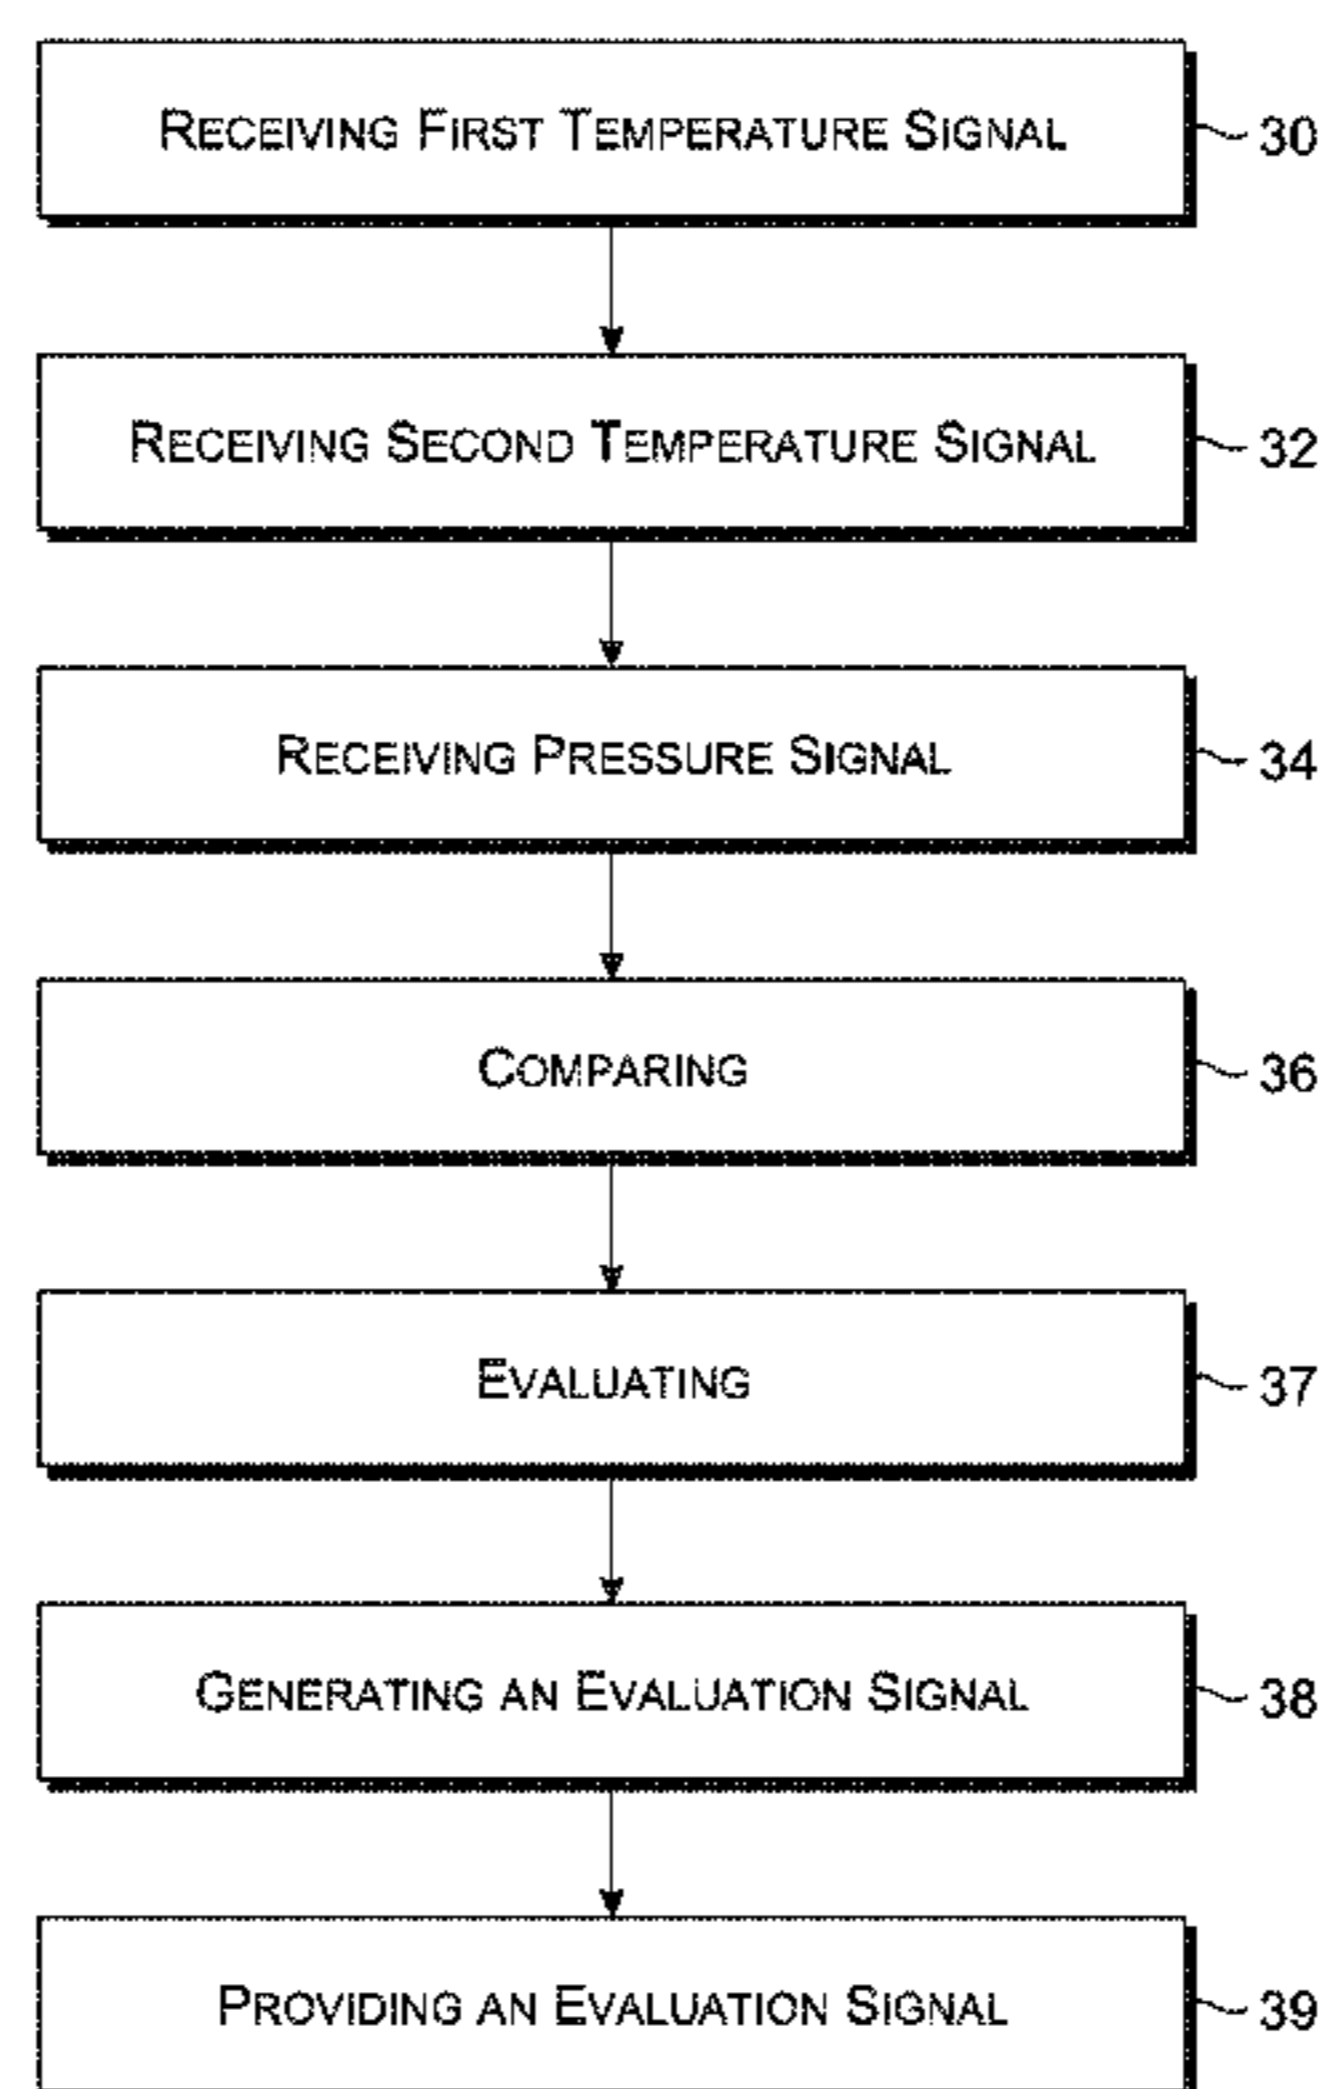 RECEIVING FIRST TEMPERATURE SIGNAL 30
RECEIVING SECOND TEMPERATURE SIGNAL 32
RECEIVING PRESSURE SIGNAL 34
COMPARING 36
EVALUATING 37
GENERATING AN EVALUATION SIGNAL 38
PROVIDING AN EVALUATION SIGNAL 39